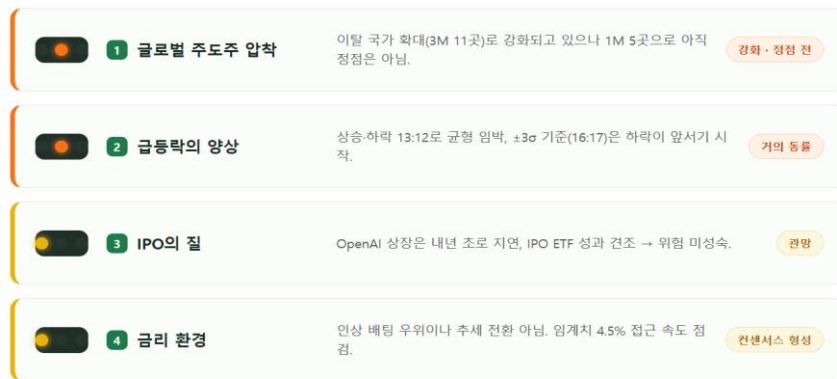 1 글로벌 주도주 압착
이탈 국가 확대(3M 11곳)로 강화되고 있으나 1M 5곳으로 아직
정점은 아님.
강화 · 정점 전
2 급등락의 양상
상승·하락 13:12로 균형 임박, ±3σ 기준(16:17)은 하락이 앞서기 시
작.
거의 동률
3 IPO의 질
OpenAI 상장은 내년 초로 지연, IPO ETF 성과 견조 → 위험 미성숙.
관망
4 금리 환경
인상 배팅 우위이나 추세 전환 아님. 임계치 4.5% 접근 속도 점
검.
컨센서스 형성